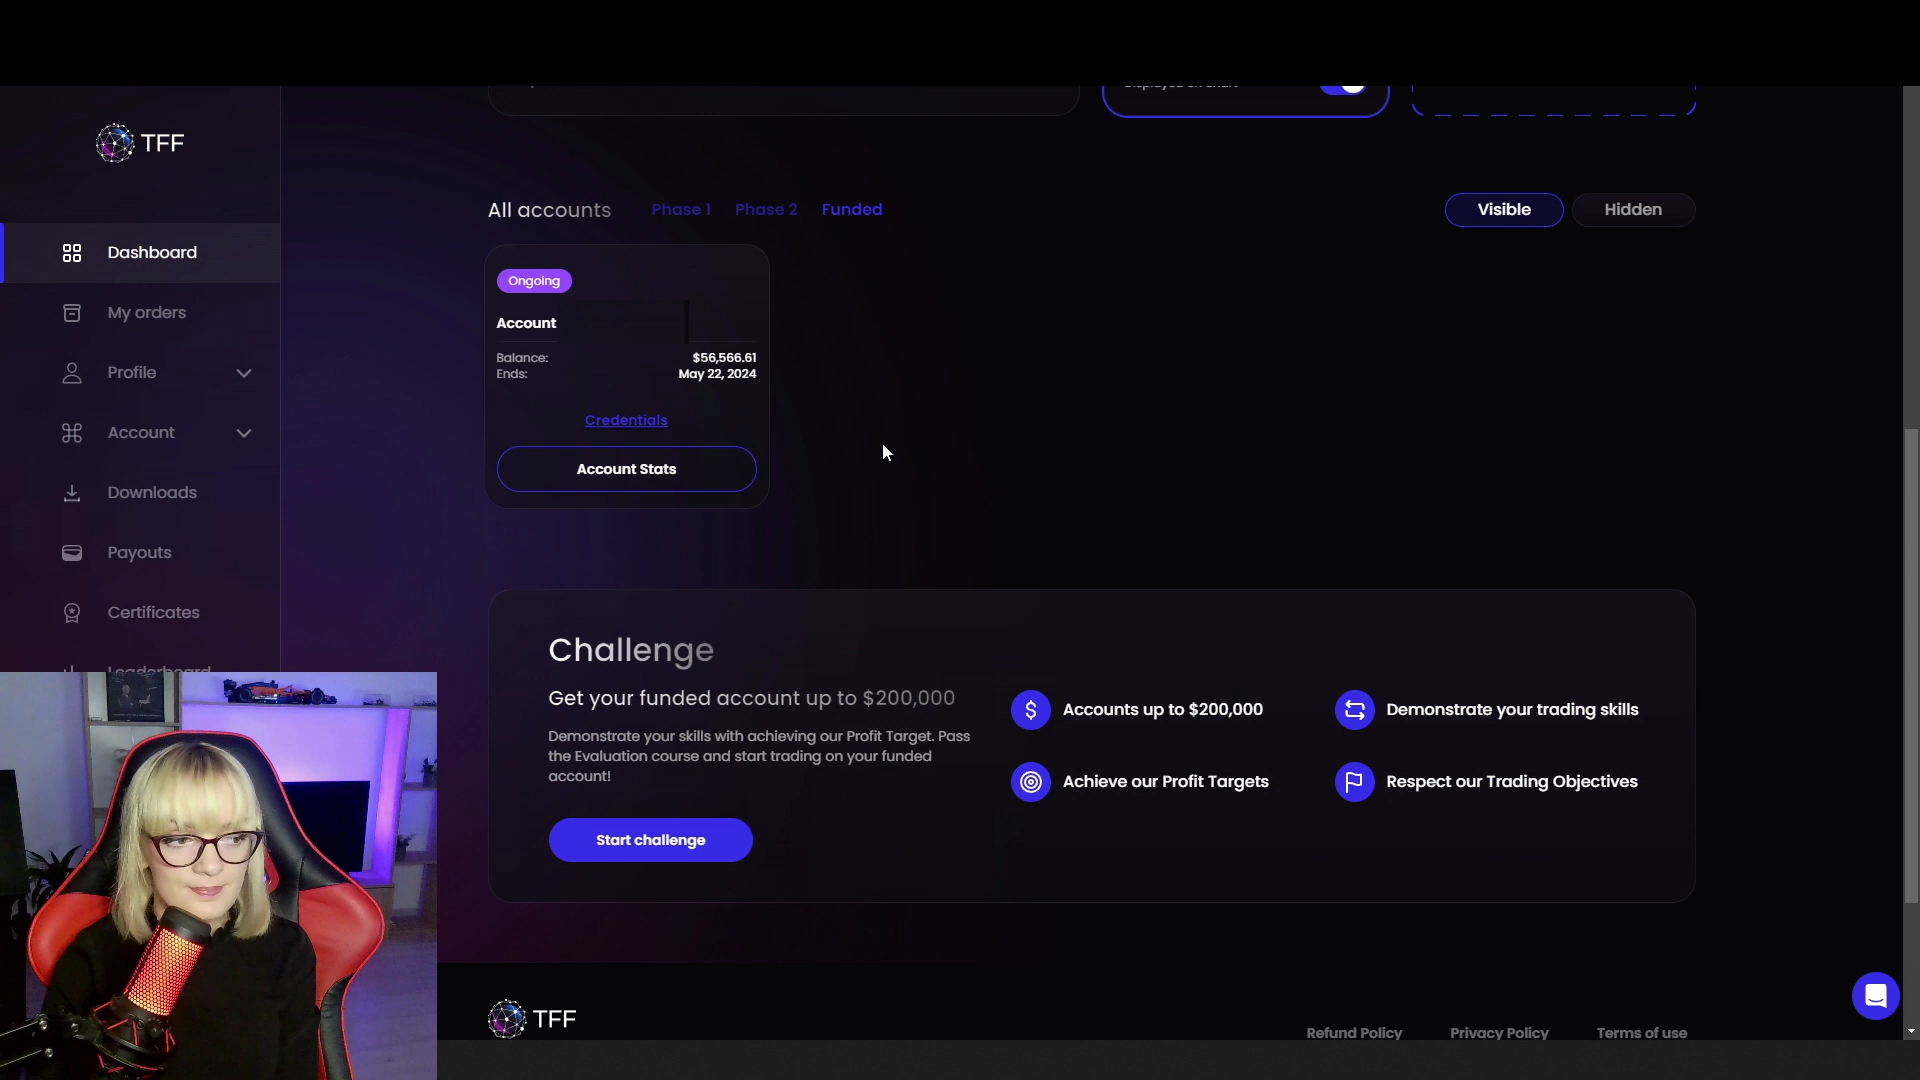 TFF
Dashboard
My orders
Profile
Account
Downloads
Payouts
Certificates
Leaderboard
All accounts Phase 1 Phase 2 Funded
Visible Hidden
Ongoing
Account
Balance: $56,566.61
Ends: May 22, 2024
Credentials
Account Stats
Challenge
Get your funded account up to $200,000
Demonstrate your skills with achieving our Profit Target. Pass
the Evaluation course and start trading on your funded
account!
Start challenge
Accounts up to $200,000
Demonstrate your trading skills
Achieve our Profit Targets
Respect our Trading Objectives
TFF
Refund Policy Privacy Policy Terms of use